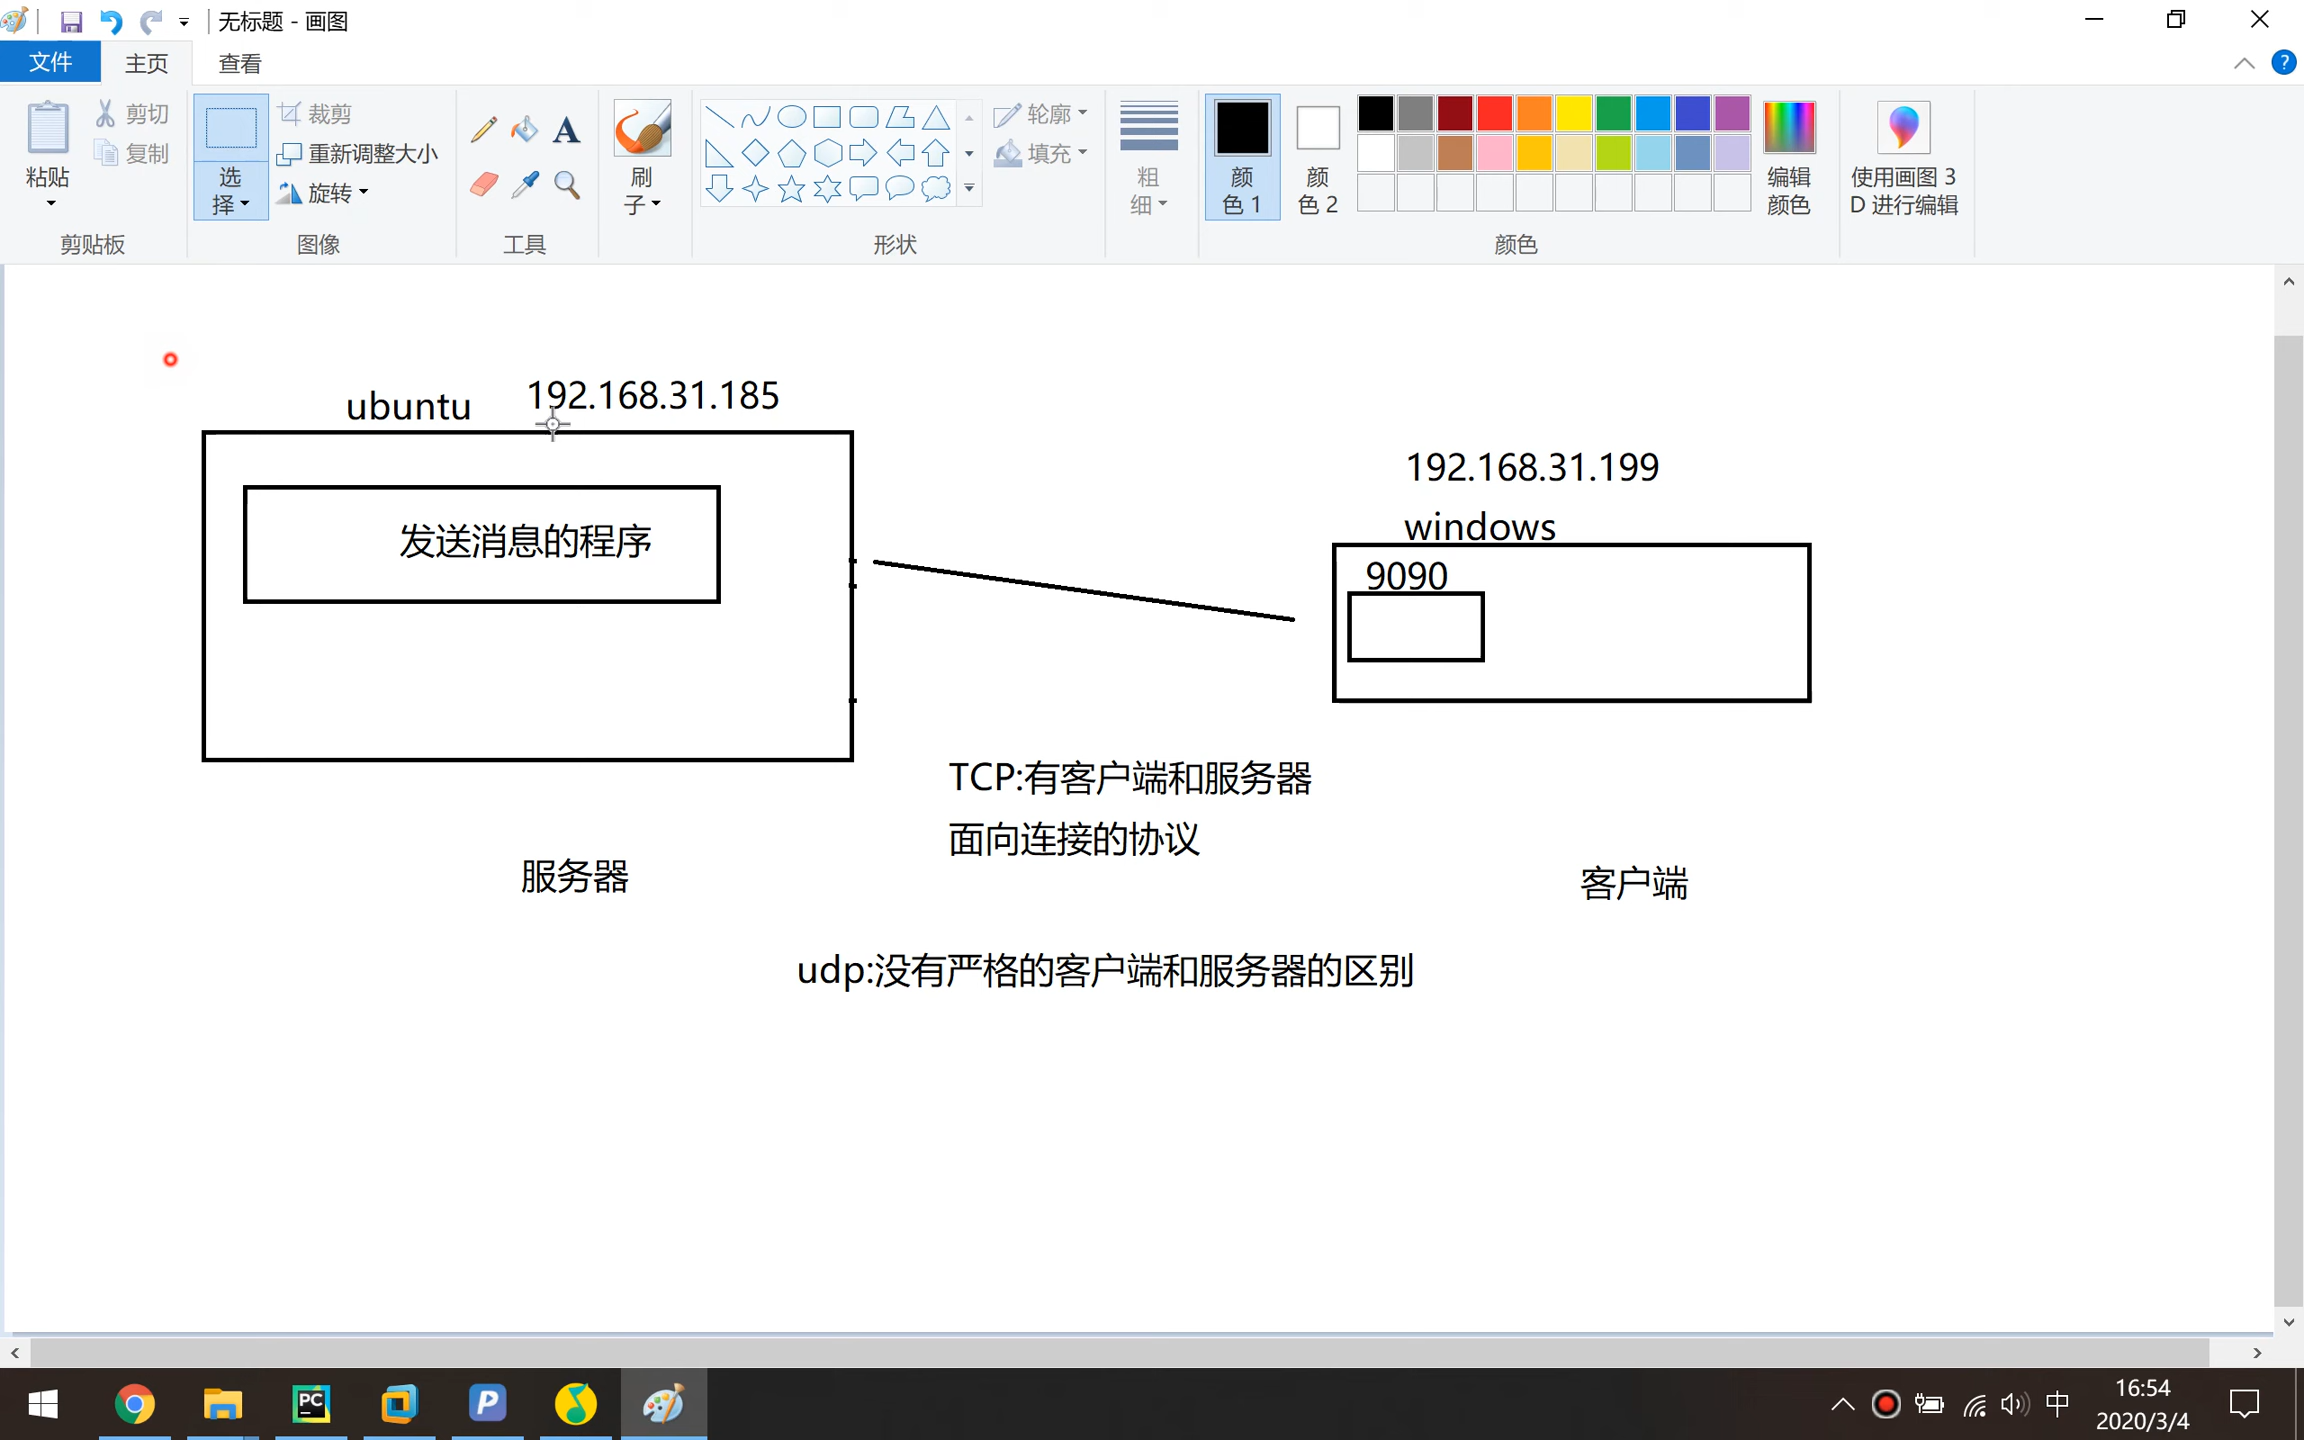 无标题 - 画图
文件
主页
查看
粘贴
剪切
复制
剪贴板
选
择
裁剪
重新调整大小
旋转
图像
A
工具
刷
子
轮廓
填充
形状
粗
细
颜
色 1
颜
色 2
编辑
颜色
颜色
使用画图 3
D 进行编辑
?
ubuntu
192.168.31.185
发送消息的程序
192.168.31.199
windows
9090
TCP:有客户端和服务器
面向连接的协议
服务器
客户端
udp:没有严格的客户端和服务器的区别
PC
P
中
16:54
2020/3/4